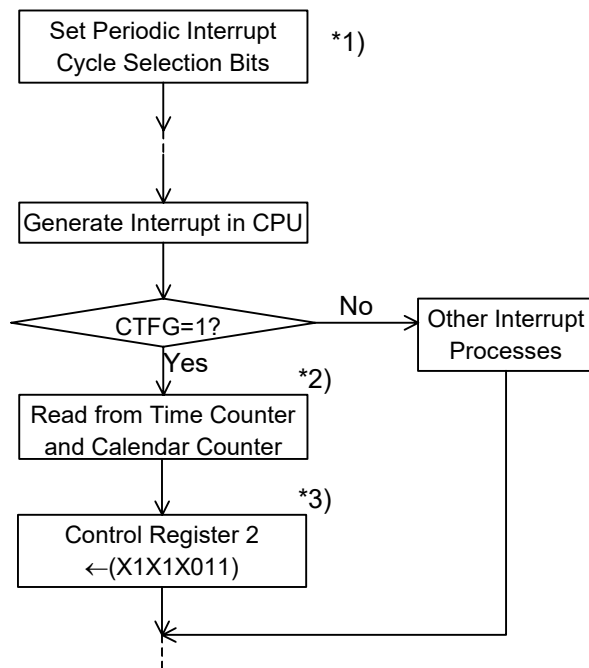 Set Periodic Interrupt
Cycle Selection Bits
*1)
Generate Interrupt in CPU
CTFG=1?
No
Other Interrupt
Processes
Yes
*2)
Read from Time Counter
and Calendar Counter
*3)
Control Register 2
←(X1X1X011)